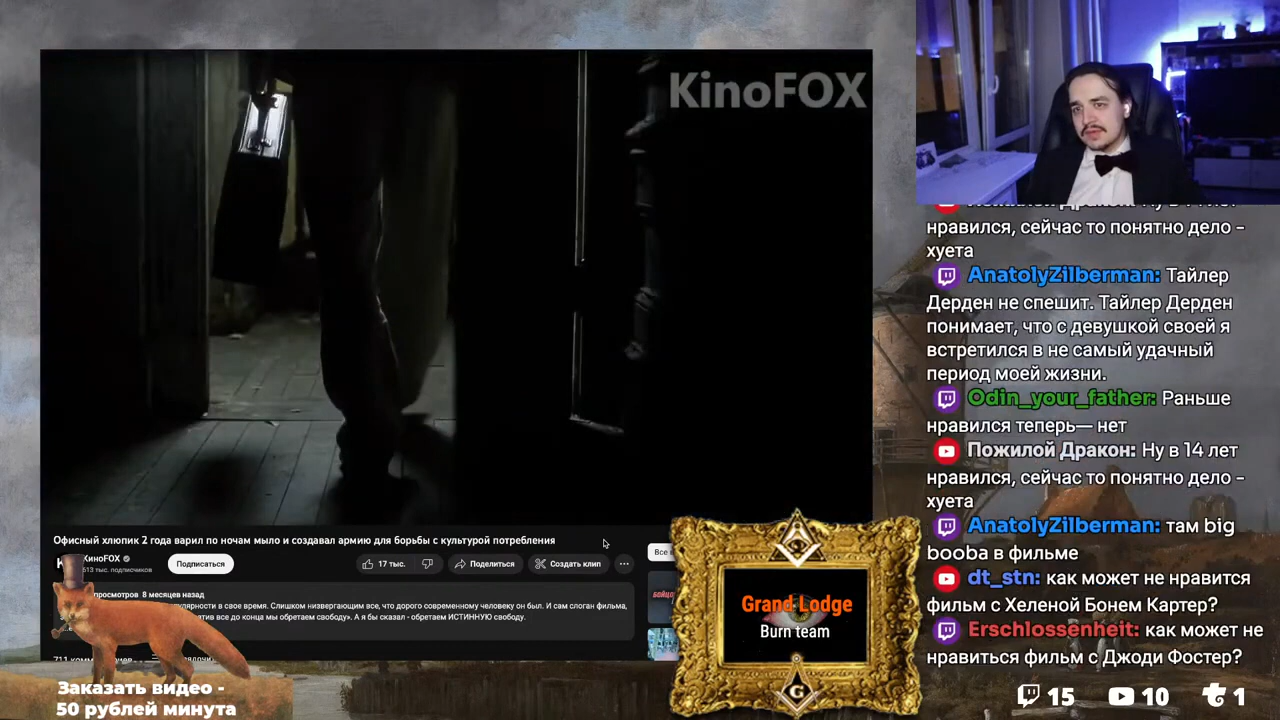 KinoFOX
нравился, сейчас то понятно дело -
хуета
AnatolyZilberman: Тайлер
Дерден не спешит. Тайлер Дерден
понимает, что с девушкой своей я
встретился в не самый удачный
период моей жизни.
Odin_your_father: Раньше
нравился теперь— нет
Пожилой Дракон: Ну в 14 лет
нравился, сейчас то понятно дело -
хуета
AnatolyZilberman: там big
booba в фильме
dt_stn: как может не нравится
фильм с Хеленой Бонем Картер?
Erschlossenheit: как может не
нравиться фильм с Джоди Фостер?
15 10 1
Офисный хлюпик 2 года варил по ночам мыло и создавал армию для борьбы с культурой потребления
КиноFOX
513 тыс. подписчиков
Подписаться
17 тыс.
Поделиться
Создать клип
Все
8 месяцев назад
в свое время. Слишком низвергающим все, что дорого современному человеку он был. И сам слоган фильма,
все до конца мы обретаем свободу». А я бы сказал - обретаем ИСТИННУЮ свободу.
Grand Lodge
Burn team
G
Заказать видео -
50 рублей минута